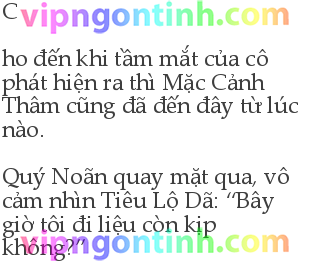 C vipngontinh.com
ho đến khi tầm mắt của cô
phát hiện ra thì Mặc Cảnh
Thâm cũng đã đến đây từ lúc
nào.
Quý Noãn quay mặt qua, vô
cảm nhìn Tiêu Lộ Dã: “Bây
giờ tôi đi liệu còn kịp
không?”
vipngontinh.com